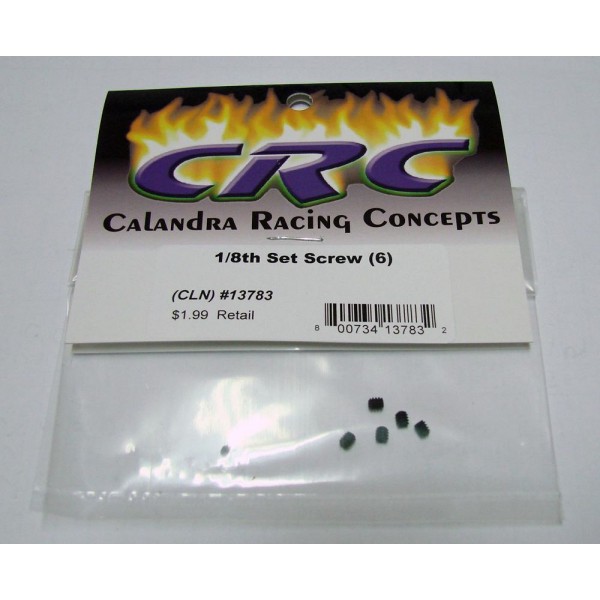 CRC
Calandra Racing Concepts
1/8th Set Screw (6)
(CLN) #13783
$1.99 Retail
8 00734 13783 2